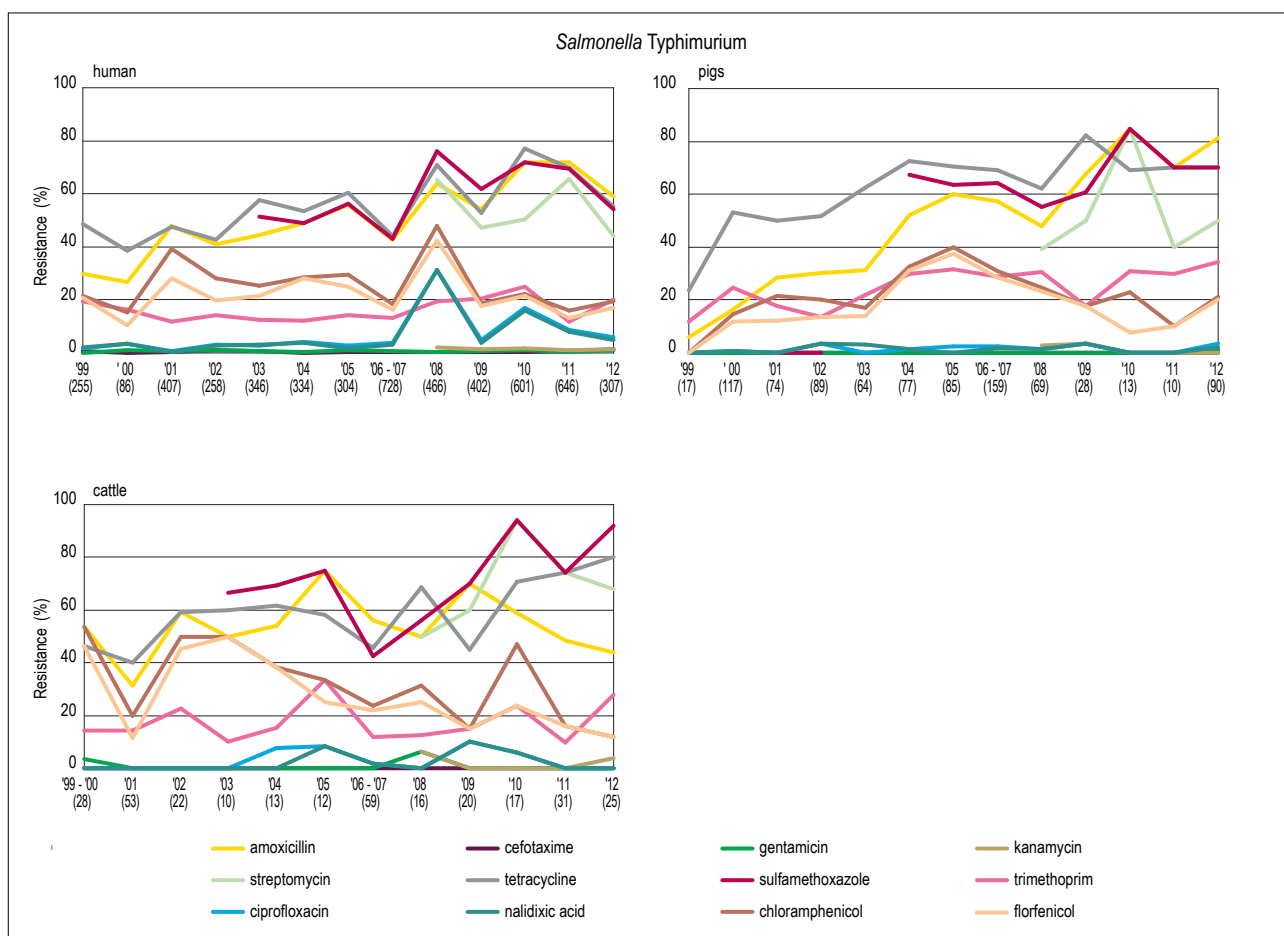 Salmonella Typhimurium
human
100
80
60
40
20
0
Resistance (%)
'99 '00 '01 '02 '03 '04 '05 '06 - '07 '08 '09 '10 '11 '12
(255) (86) (407) (258) (346) (334) (304) (728) (466) (402) (601) (646) (307)
pigs
100
80
60
40
20
0
'99 '00 '01 '02 '03 '04 '05 '06 - '07 '08 '09 '10 '11 '12
(17) (117) (74) (89) (64) (77) (85) (159) (69) (28) (13) (10) (90)
cattle
100
80
60
40
20
0
Resistance (%)
'99 - '00 '01 '02 '03 '04 '05 '06 - '07 '08 '09 '10 '11 '12
(28) (53) (22) (10) (13) (12) (59) (16) (20) (17) (31) (25)
amoxicillin cefotaxime gentamicin kanamycin
streptomycin tetracycline sulfamethoxazole trimethoprim
ciprofloxacin nalidixic acid chloramphenicol florfenicol